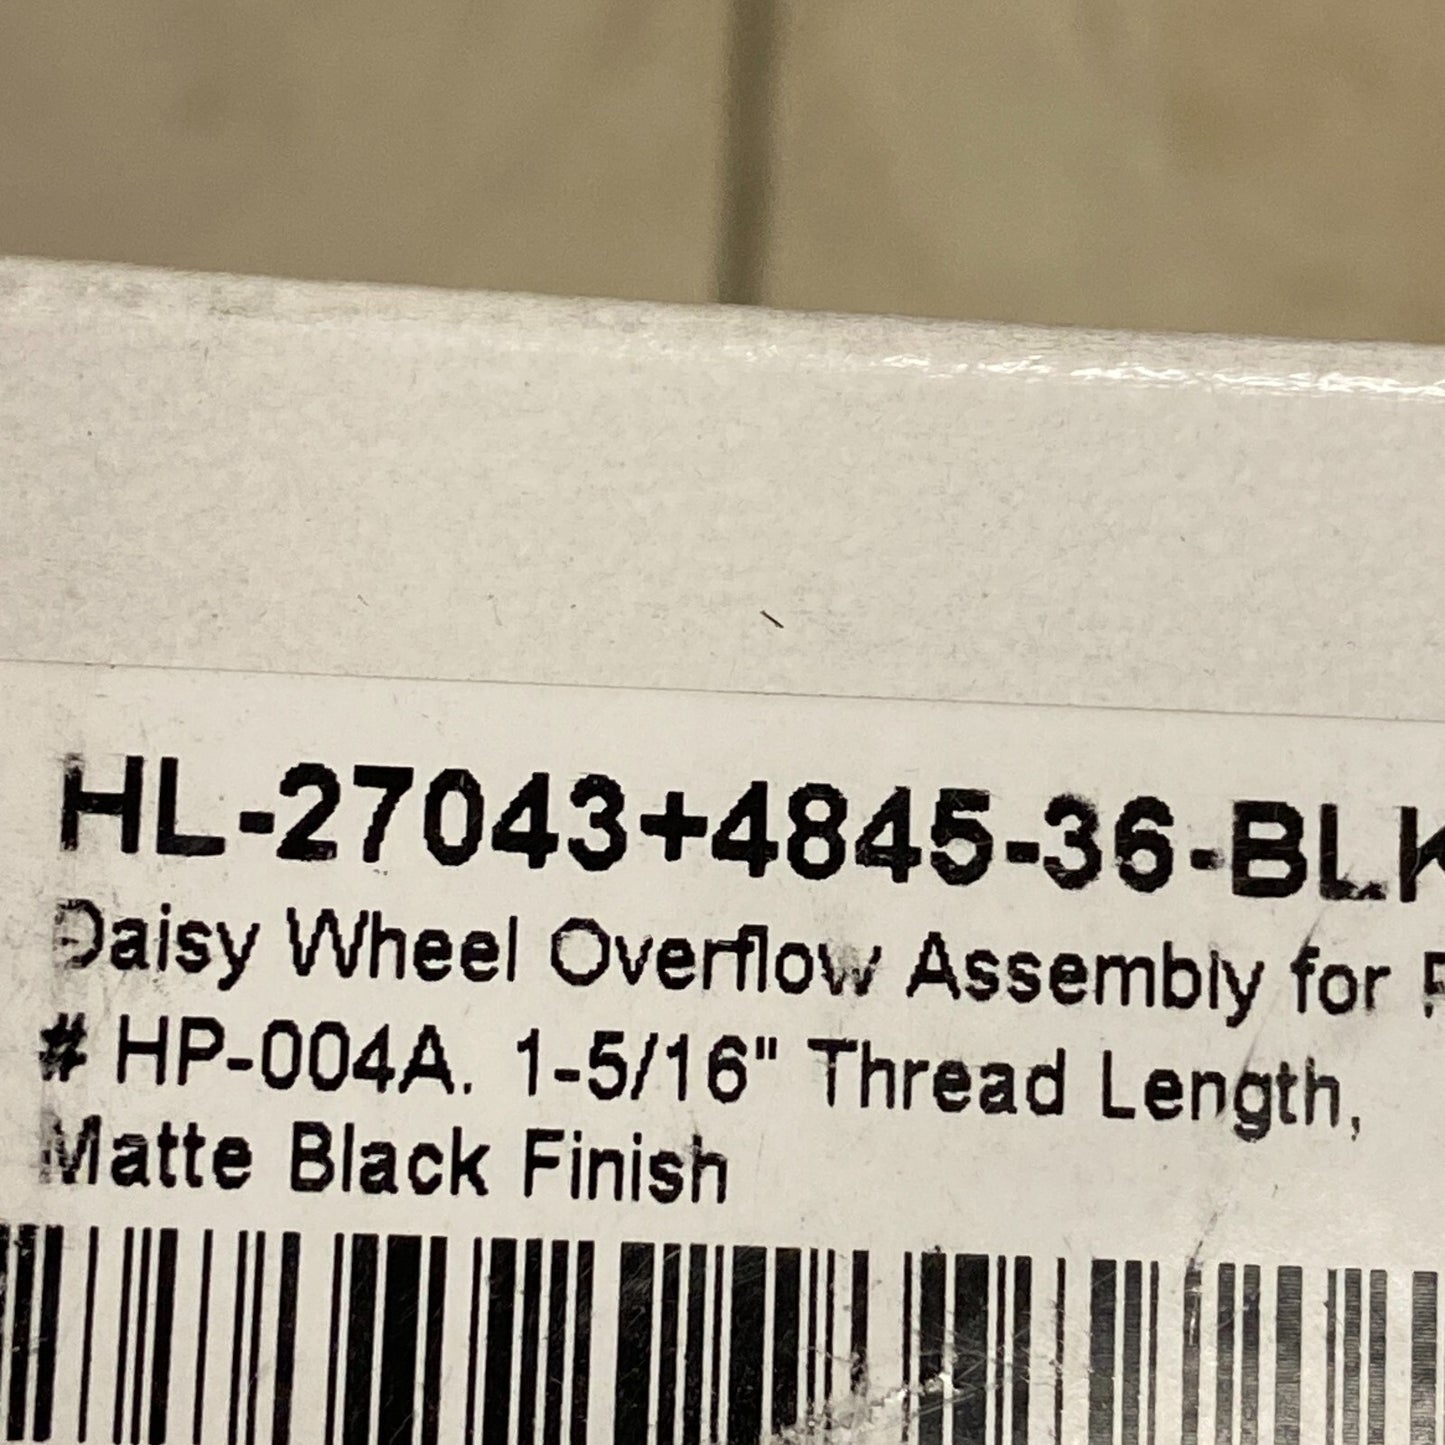 HL-27043+4845-36-BLK
Daisy Wheel Overflow Assembly for
# HP-004A. 1-5/16" Thread Length,
Matte Black Finish